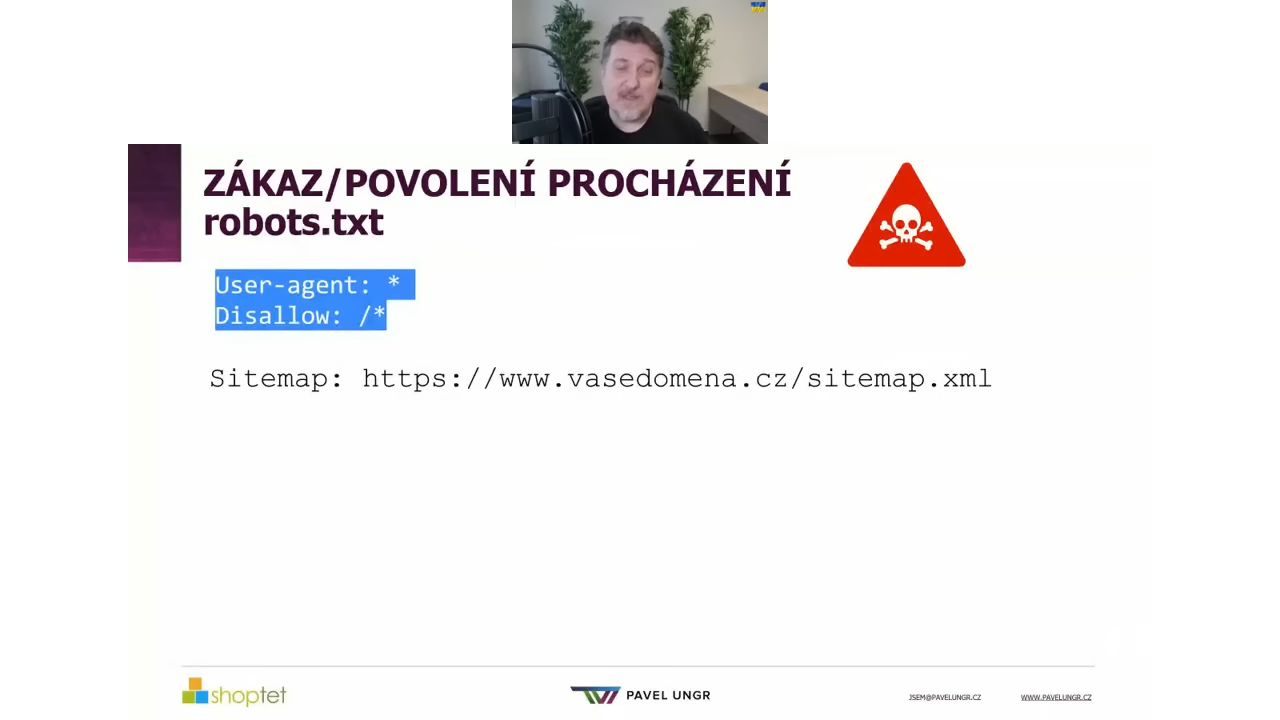 ZÁKAZ/POVOLENÍ PROCHÁZENÍ
robots.txt
User-agent: *
Disallow: /*
Sitemap: https://www.vasedomena.cz/sitemap.xml
shoptet
PAVEL UNGR
JSEM@PAVELUNGR.CZ
WWW.PAVELUNGR.CZ